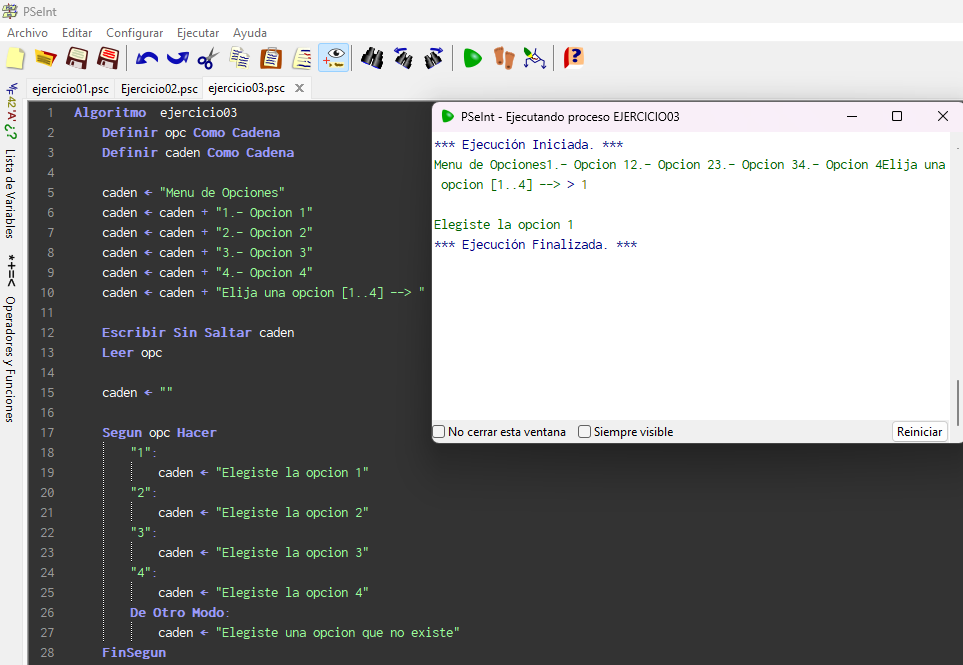 PSeInt
Archivo Editar Configurar Ejecutar Ayuda
ejercicio01.psc Ejercicio02.psc ejercicio03.psc
Lista de Variables
*+=<
Operadores y Funciones
1 Algoritmo ejercicio03
2 Definir opc Como Cadena
3 Definir caden Como Cadena
4
5 caden ← "Menu de Opciones"
6 caden ← caden + "1.- Opcion 1"
7 caden ← caden + "2.- Opcion 2"
8 caden ← caden + "3.- Opcion 3"
9 caden ← caden + "4.- Opcion 4"
10 caden ← caden + "Elija una opcion [1..4] --> "
11
12 Escribir Sin Saltar caden
13 Leer opc
14
15 caden ← ""
16
17 Segun opc Hacer
18 "1":
19 caden ← "Elegiste la opcion 1"
20 "2":
21 caden ← "Elegiste la opcion 2"
22 "3":
23 caden ← "Elegiste la opcion 3"
24 "4":
25 caden ← "Elegiste la opcion 4"
26 De Otro Modo:
27 caden ← "Elegiste una opcion que no existe"
28 FinSegun
PSeInt - Ejecutando proceso EJERCICIO03
*** Ejecución Iniciada. ***
Menu de Opciones1.- Opcion 12.- Opcion 23.- Opcion 34.- Opcion 4Elija una
opcion [1..4] --> > 1
Elegiste la opcion 1
*** Ejecución Finalizada. ***
No cerrar esta ventana Siempre visible Reiniciar